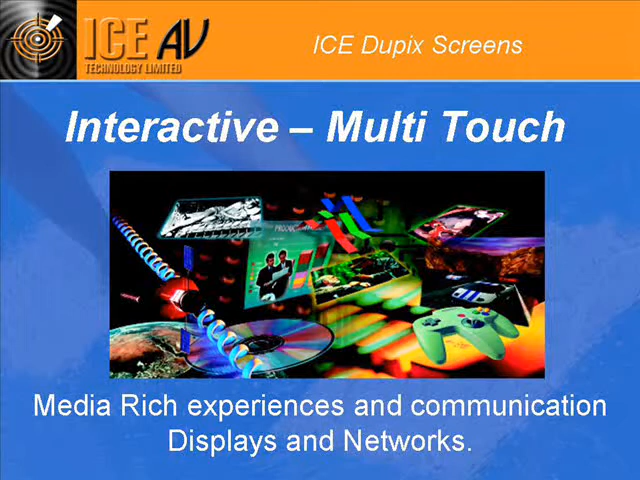 ICE AV
TECHNOLOGY LIMITED
ICE Dupix Screens
Interactive – Multi Touch
Media Rich experiences and communication
Displays and Networks.